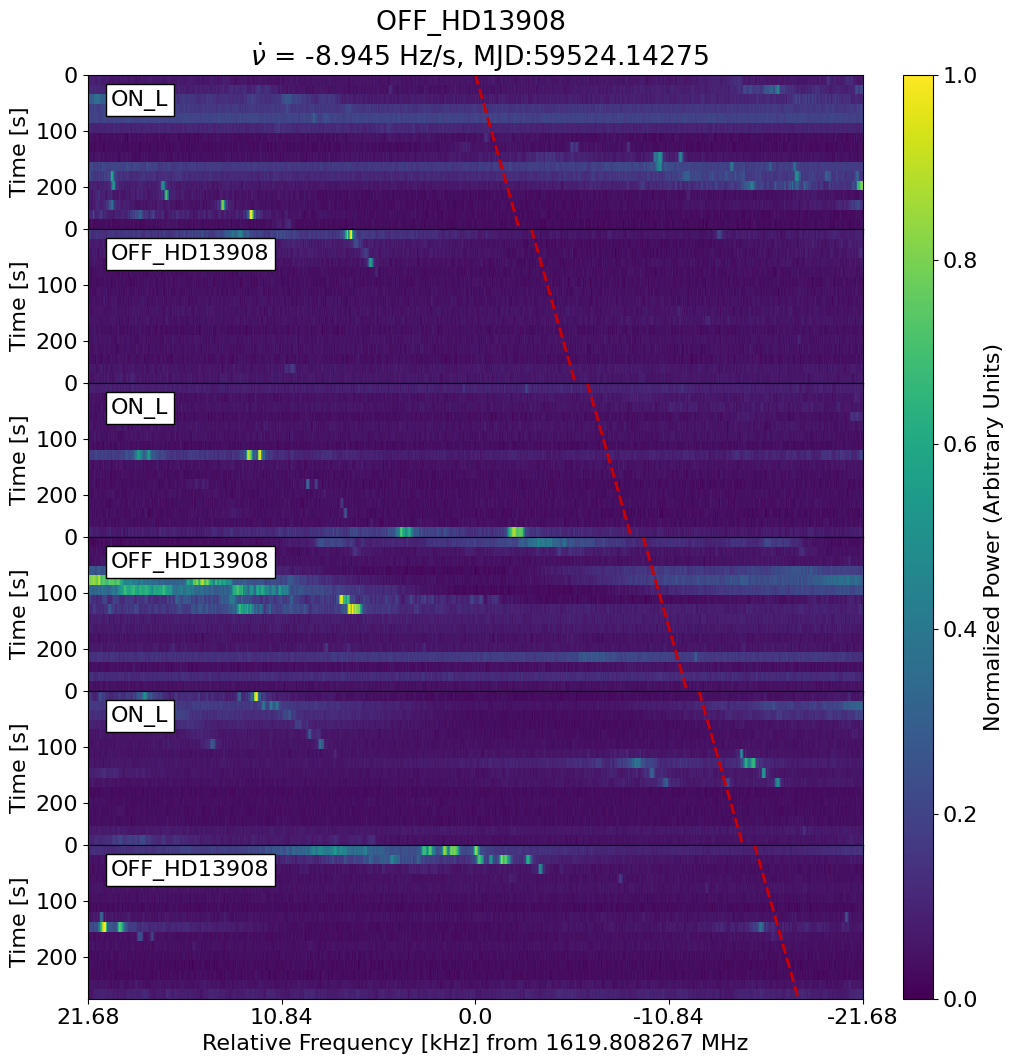 OFF_HD13908
ν̇ = -8.945 Hz/s, MJD:59524.14275
0
ON_L
100
Time [s]
200
0
OFF_HD13908
100
Time [s]
200
0
ON_L
100
Time [s]
200
0
OFF_HD13908
100
Time [s]
200
0
ON_L
100
Time [s]
200
0
OFF_HD13908
100
Time [s]
200
21.68 10.84 0.0 -10.84 -21.68
Relative Frequency [kHz] from 1619.808267 MHz
1.0
0.8
0.6
0.4
0.2
0.0
Normalized Power (Arbitrary Units)